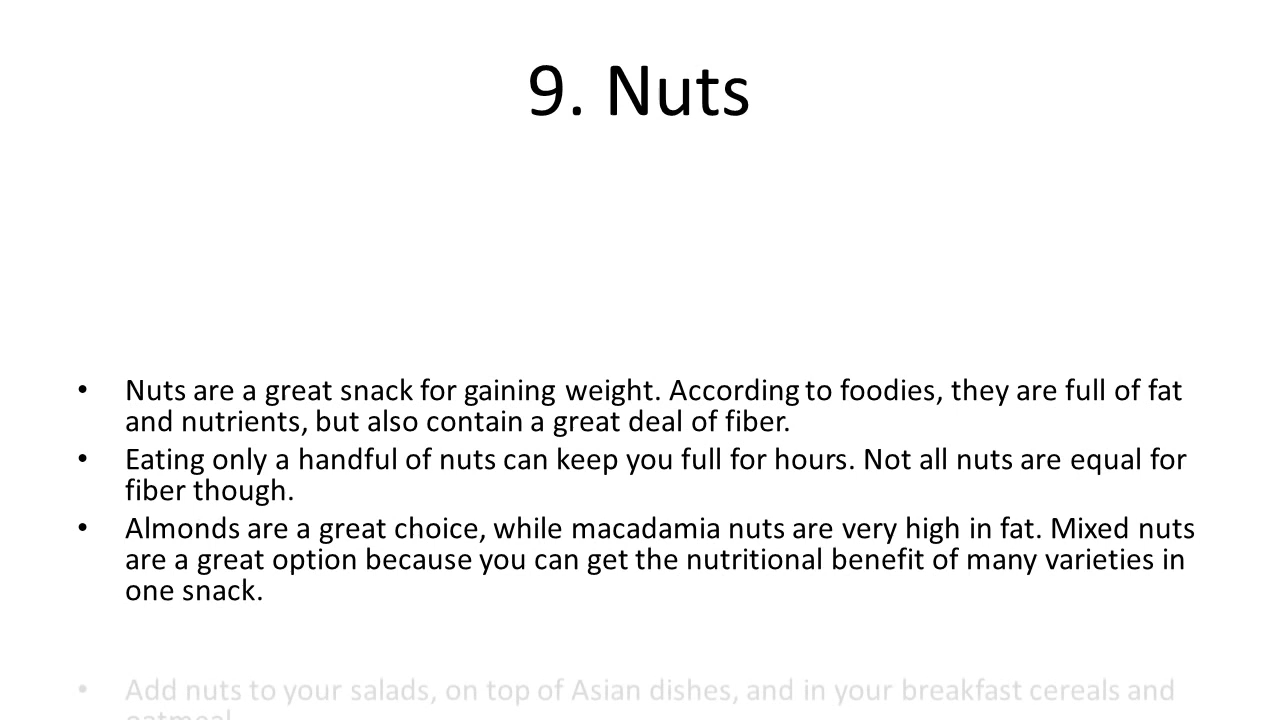 9. Nuts
• Nuts are a great snack for gaining weight. According to foodies, they are full of fat
and nutrients, but also contain a great deal of fiber.
• Eating only a handful of nuts can keep you full for hours. Not all nuts are equal for
fiber though.
• Almonds are a great choice, while macadamia nuts are very high in fat. Mixed nuts
are a great option because you can get the nutritional benefit of many varieties in
one snack.
• Add nuts to your salads, on top of Asian dishes, and in your breakfast cereals and
oatmeal